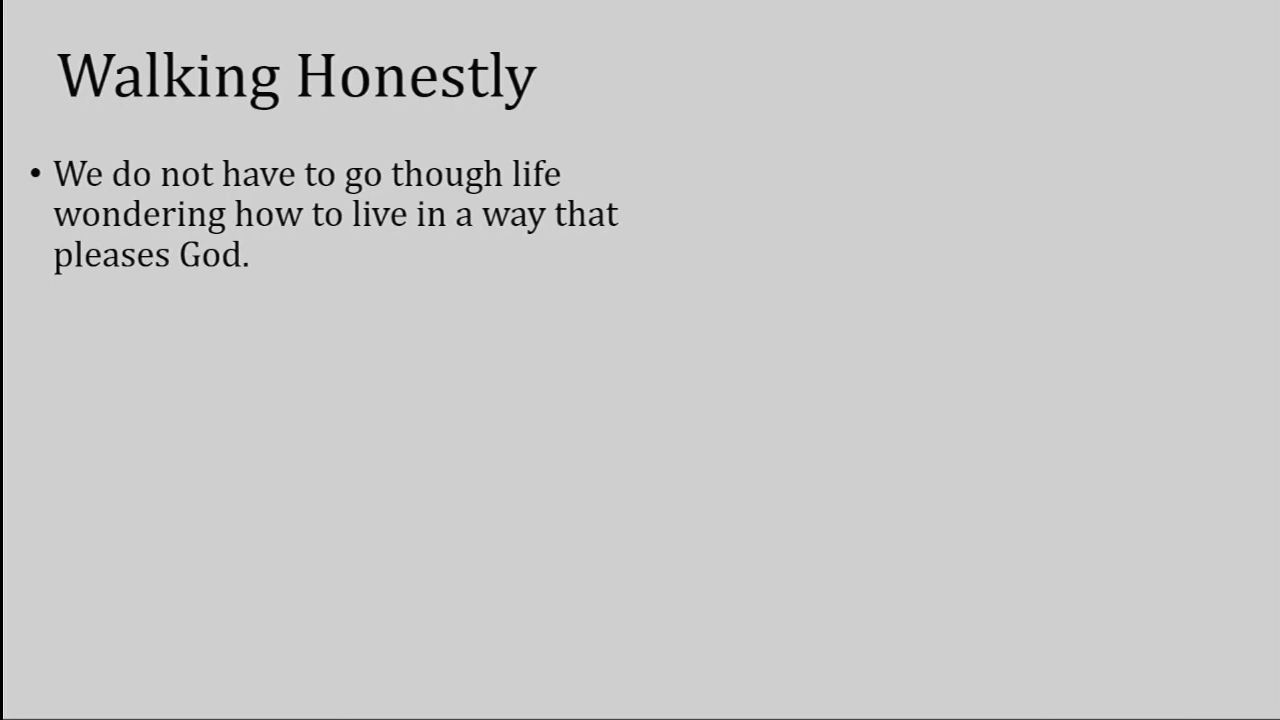 Walking Honestly
• We do not have to go though life
wondering how to live in a way that
pleases God.